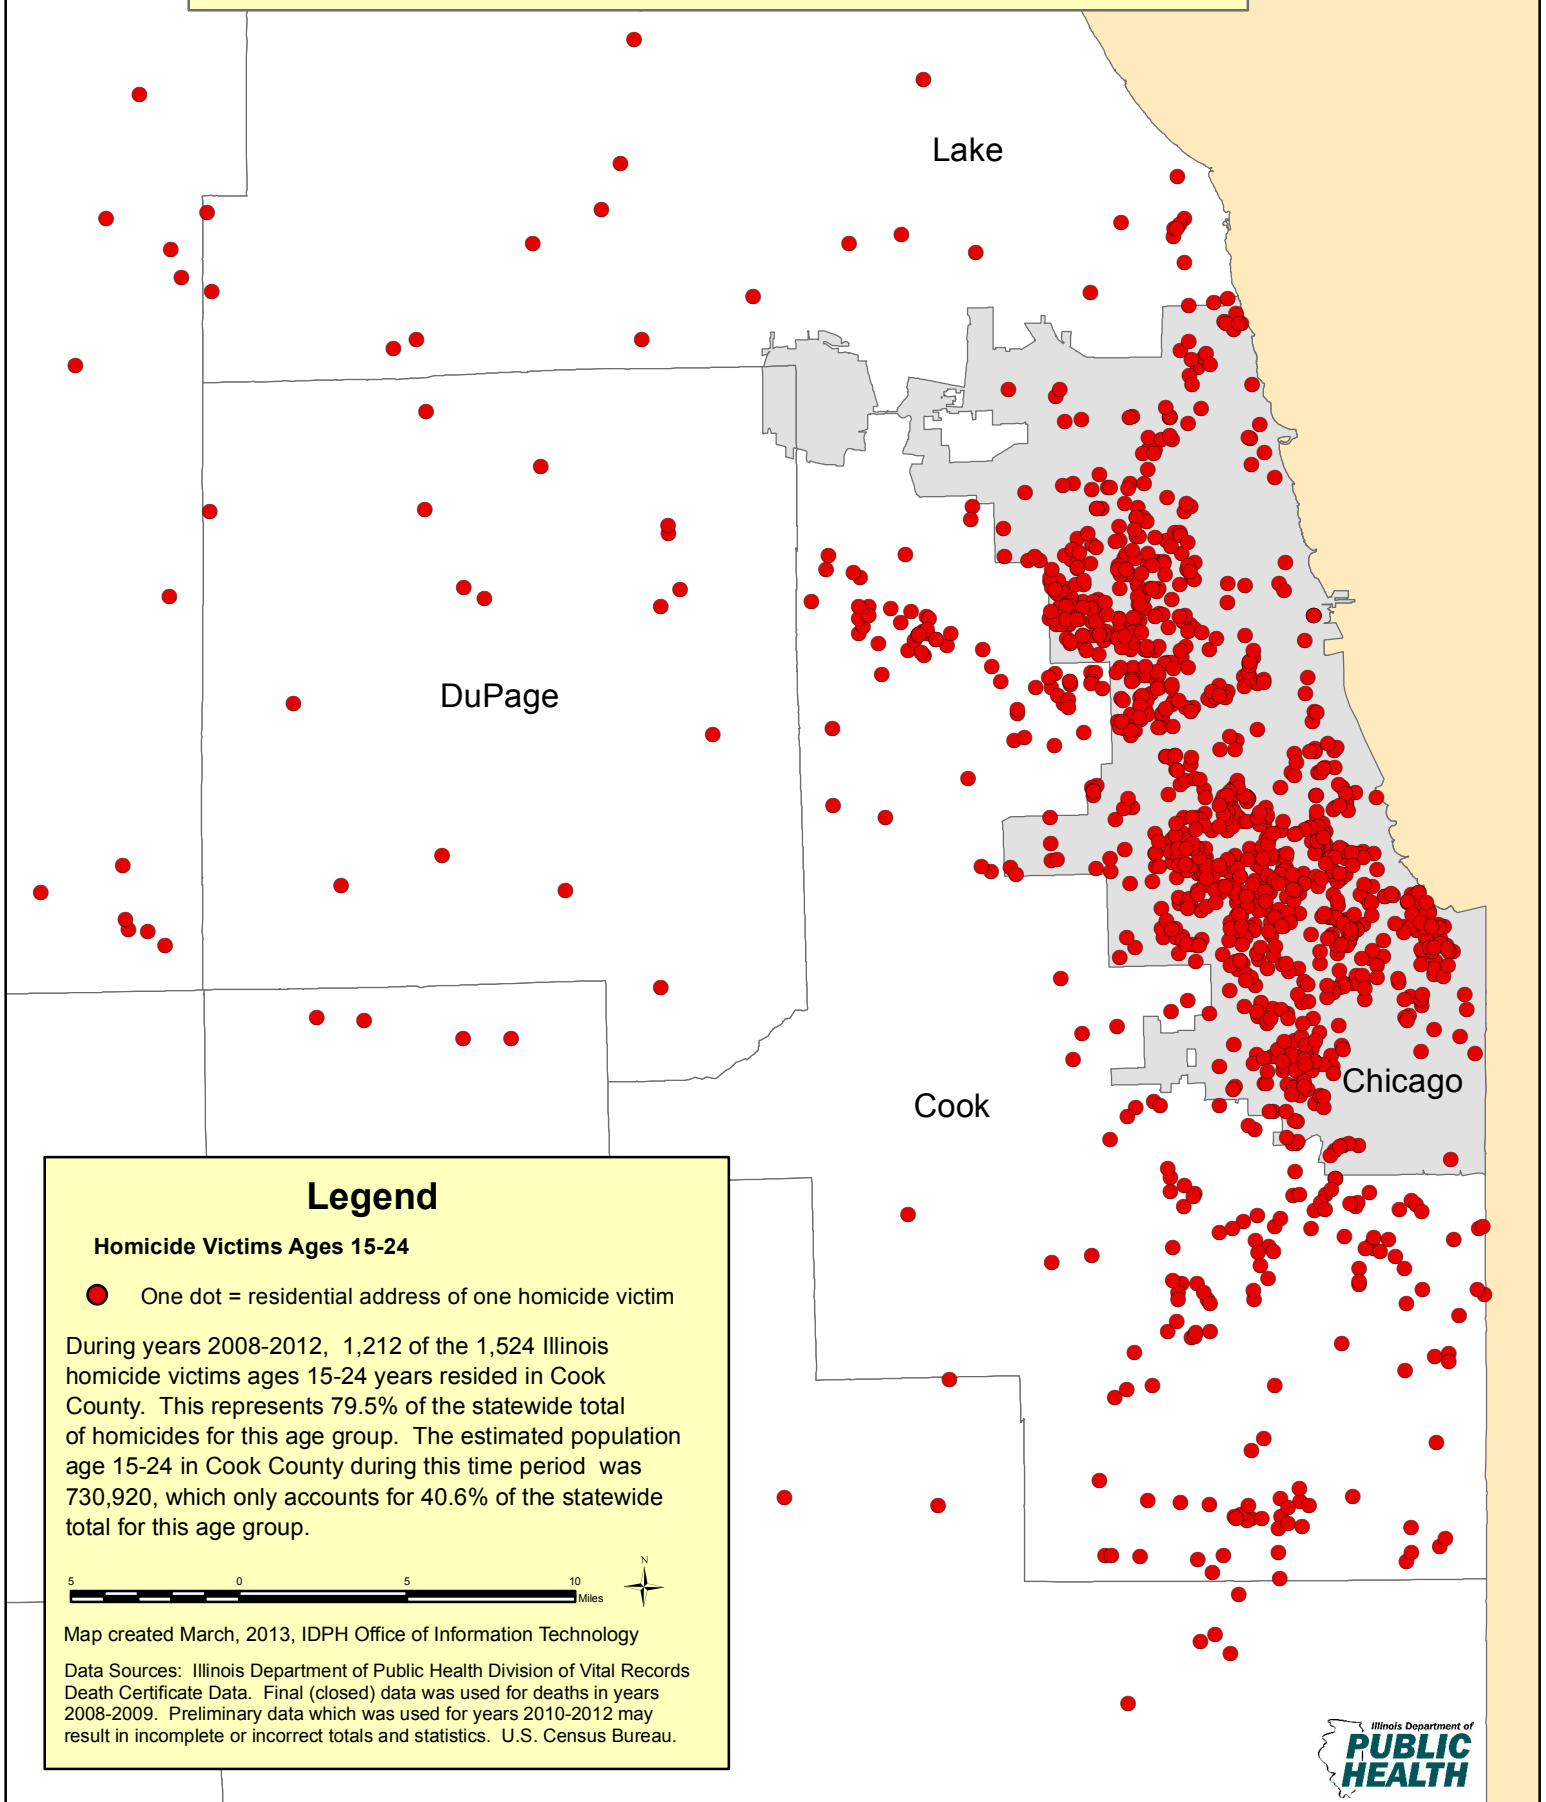 Lake
DuPage
Cook
Chicago
Legend
Homicide Victims Ages 15-24
One dot = residential address of one homicide victim
During years 2008-2012, 1,212 of the 1,524 Illinois
homicide victims ages 15-24 years resided in Cook
County. This represents 79.5% of the statewide total
of homicides for this age group. The estimated population
age 15-24 in Cook County during this time period was
730,920, which only accounts for 40.6% of the statewide
total for this age group.
N
5 0 5 10
Miles
Map created March, 2013, IDPH Office of Information Technology
Data Sources: Illinois Department of Public Health Division of Vital Records
Death Certificate Data. Final (closed) data was used for deaths in years
2008-2009. Preliminary data which was used for years 2010-2012 may
result in incomplete or incorrect totals and statistics. U.S. Census Bureau.
Illinois Department of
PUBLIC
HEALTH